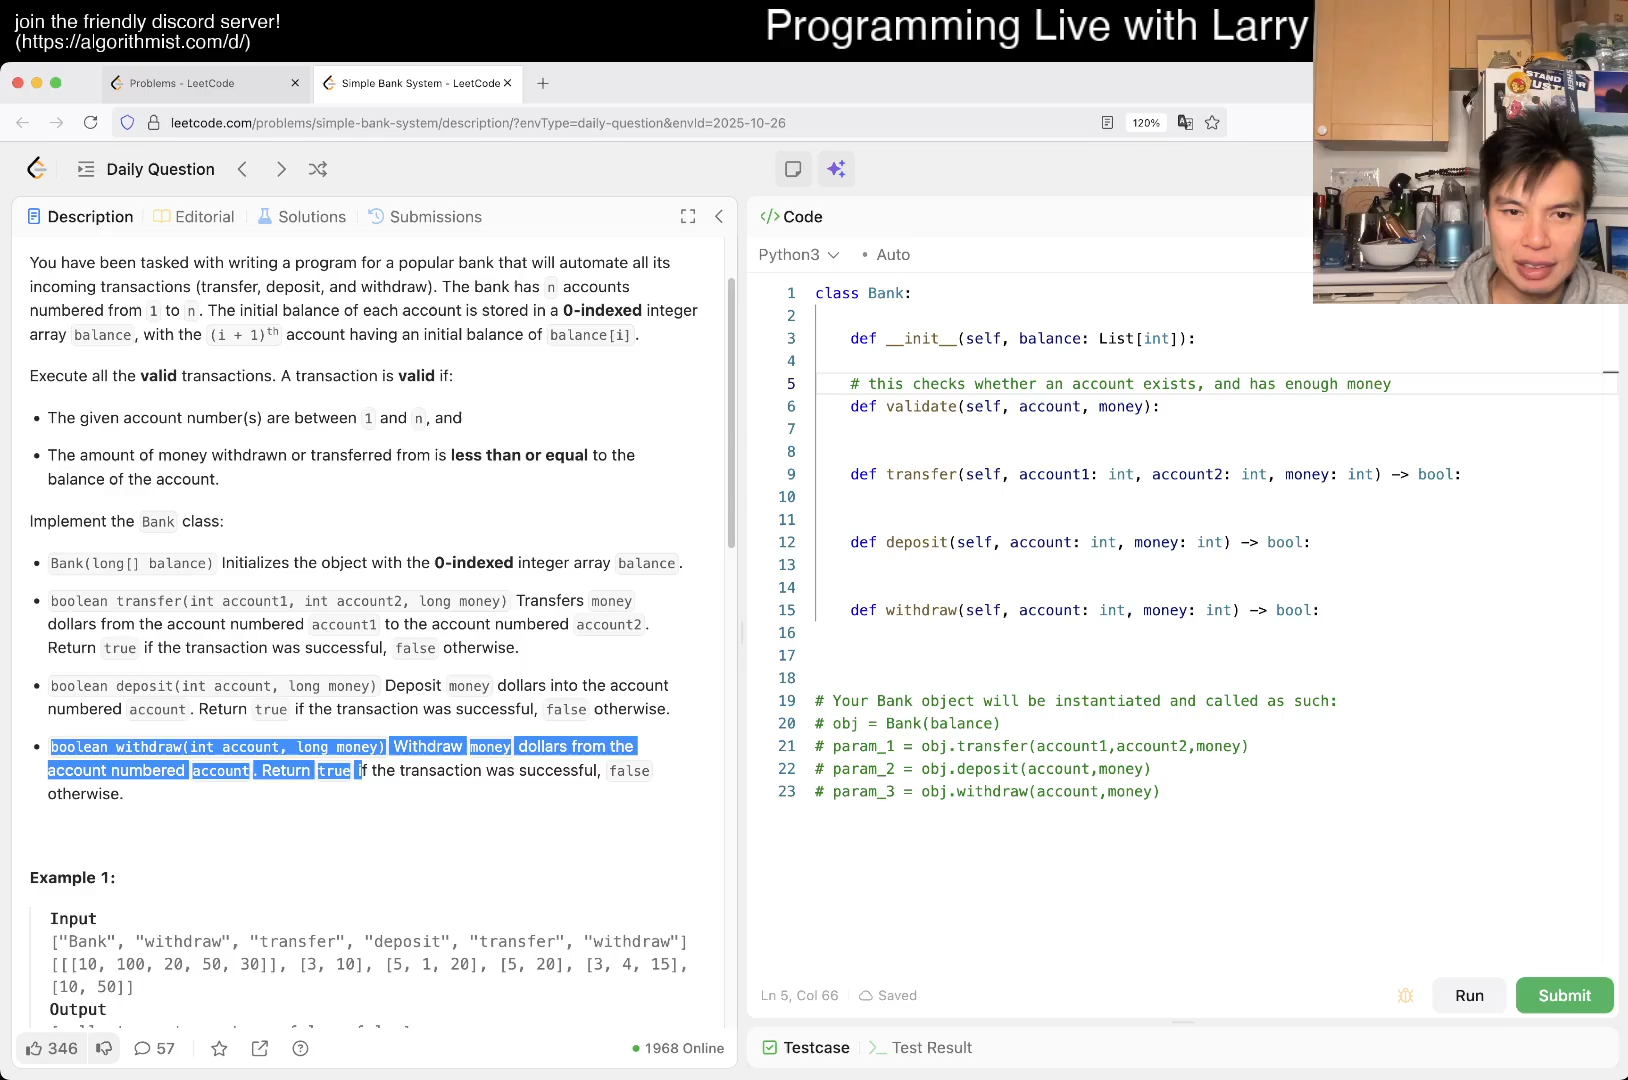 join the friendly discord server!
(https://algorithmist.com/d/)
Programming Live with Larry
Problems - LeetCode
Simple Bank System - LeetCode
leetcode.com/problems/simple-bank-system/description/?envType=daily-question&envId=2025-10-26
120%
Daily Question
Description
Editorial
Solutions
Submissions
You have been tasked with writing a program for a popular bank that will automate all its
incoming transactions (transfer, deposit, and withdraw). The bank has n accounts
numbered from 1 to n. The initial balance of each account is stored in a 0-indexed integer
array balance, with the (i + 1)th account having an initial balance of balance[i].
Execute all the valid transactions. A transaction is valid if:
• The given account number(s) are between 1 and n, and
• The amount of money withdrawn or transferred from is less than or equal to the
balance of the account.
Implement the Bank class:
• Bank(long[] balance) Initializes the object with the 0-indexed integer array balance.
• boolean transfer(int account1, int account2, long money) Transfers money
dollars from the account numbered account1 to the account numbered account2.
Return true if the transaction was successful, false otherwise.
• boolean deposit(int account, long money) Deposit money dollars into the account
numbered account. Return true if the transaction was successful, false otherwise.
• boolean withdraw(int account, long money) Withdraw money dollars from the
account numbered account. Return true if the transaction was successful, false
otherwise.
Example 1:
Input
["Bank", "withdraw", "transfer", "deposit", "transfer", "withdraw"]
[[[10, 100, 20, 50, 30]], [3, 10], [5, 1, 20], [5, 20], [3, 4, 15],
[10, 50]]
Output
346
57
1968 Online
</> Code
Python3
• Auto
1 class Bank:
2
3 def __init__(self, balance: List[int]):
4
5 # this checks whether an account exists, and has enough money
6 def validate(self, account, money):
7
8
9 def transfer(self, account1: int, account2: int, money: int) -> bool:
10
11
12 def deposit(self, account: int, money: int) -> bool:
13
14
15 def withdraw(self, account: int, money: int) -> bool:
16
17
18
19 # Your Bank object will be instantiated and called as such:
20 # obj = Bank(balance)
21 # param_1 = obj.transfer(account1,account2,money)
22 # param_2 = obj.deposit(account,money)
23 # param_3 = obj.withdraw(account,money)
Ln 5, Col 66
Saved
Run
Submit
Testcase
Test Result
STAND